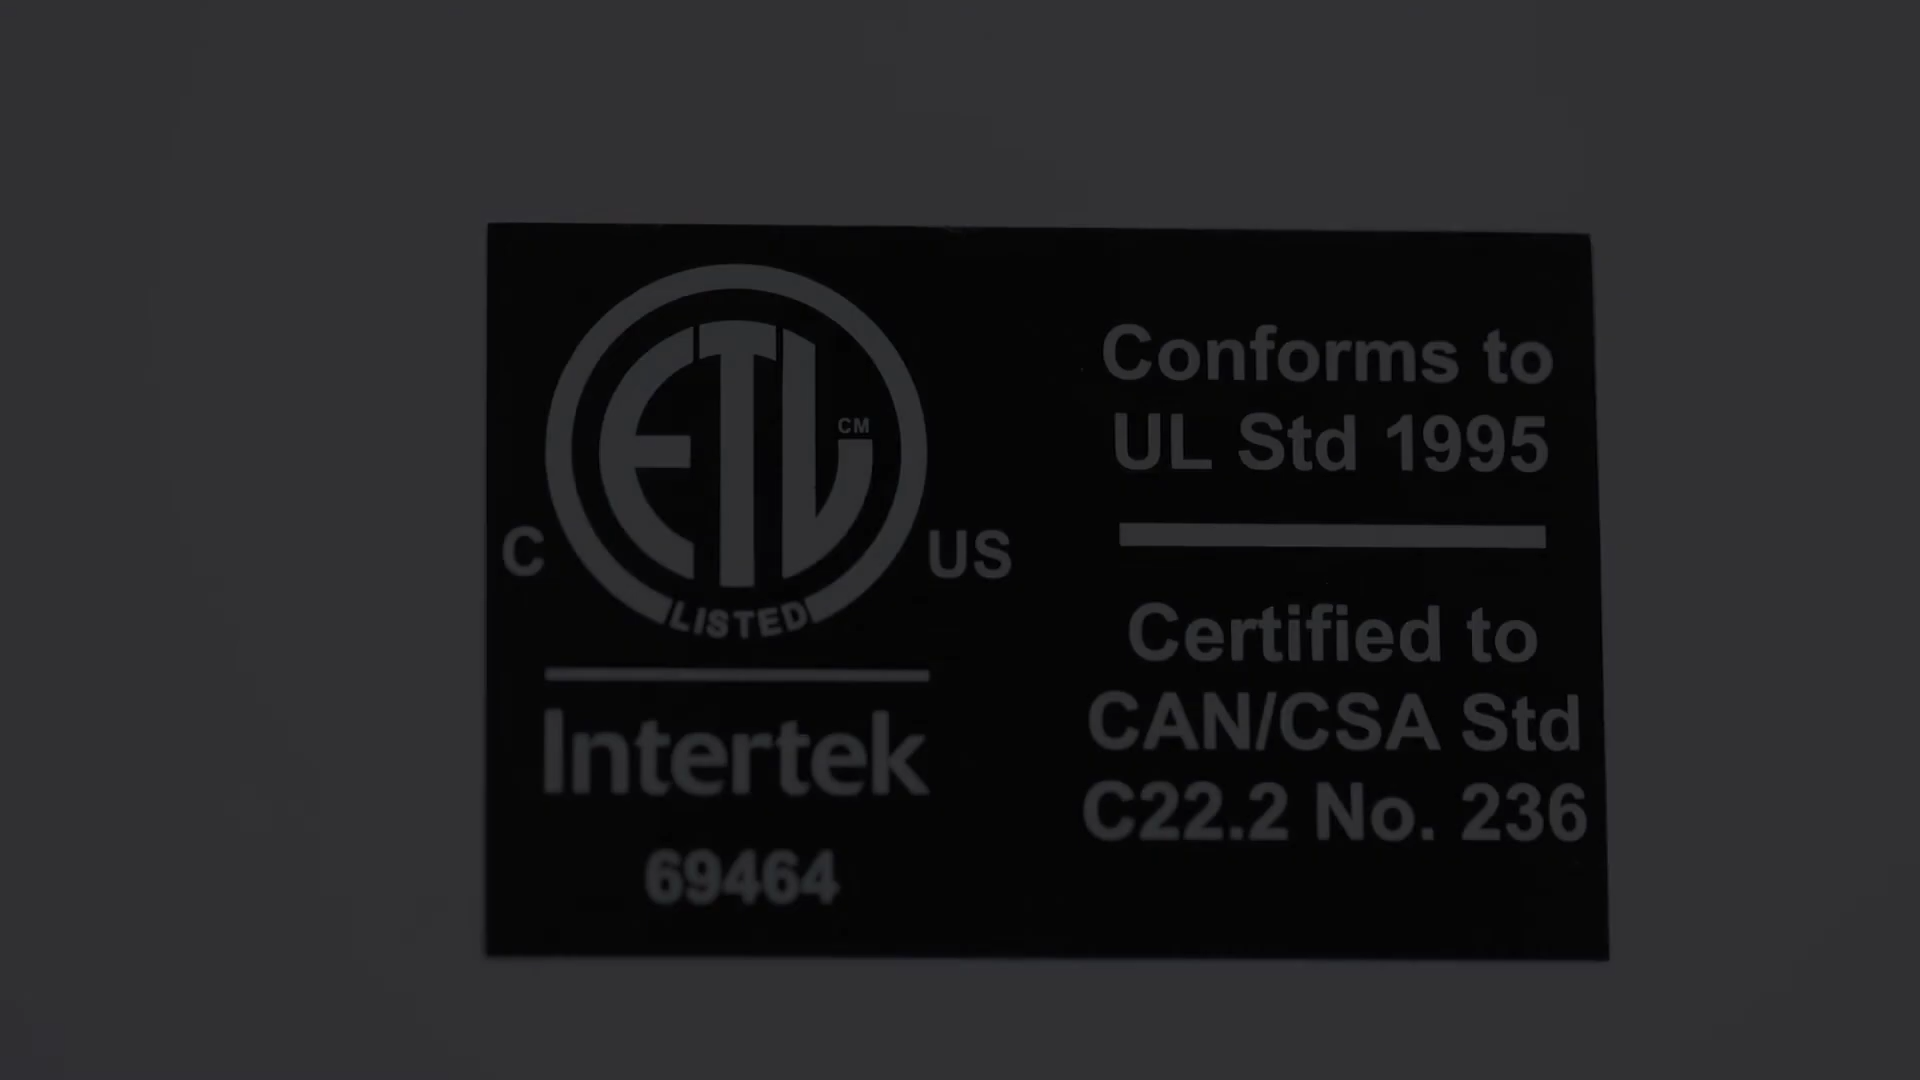 ETL CM
C US
LISTED
Intertek
69464
Conforms to
UL Std 1995
Certified to
CAN/CSA Std
C22.2 No. 236